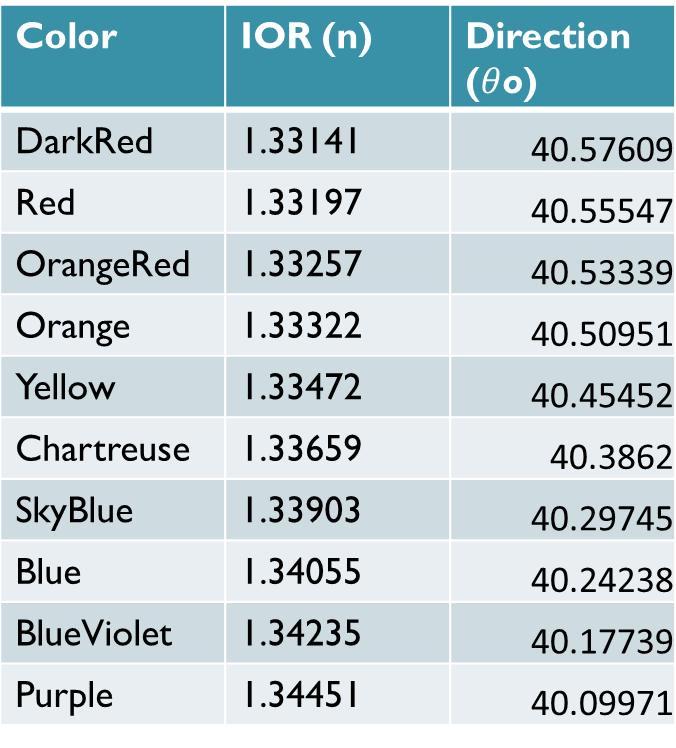 Color IOR (n) Direction
(θo)
DarkRed 1.33141 40.57609
Red 1.33197 40.55547
OrangeRed 1.33257 40.53339
Orange 1.33322 40.50951
Yellow 1.33472 40.45452
Chartreuse 1.33659 40.3862
SkyBlue 1.33903 40.29745
Blue 1.34055 40.24238
BlueViolet 1.34235 40.17739
Purple 1.34451 40.09971